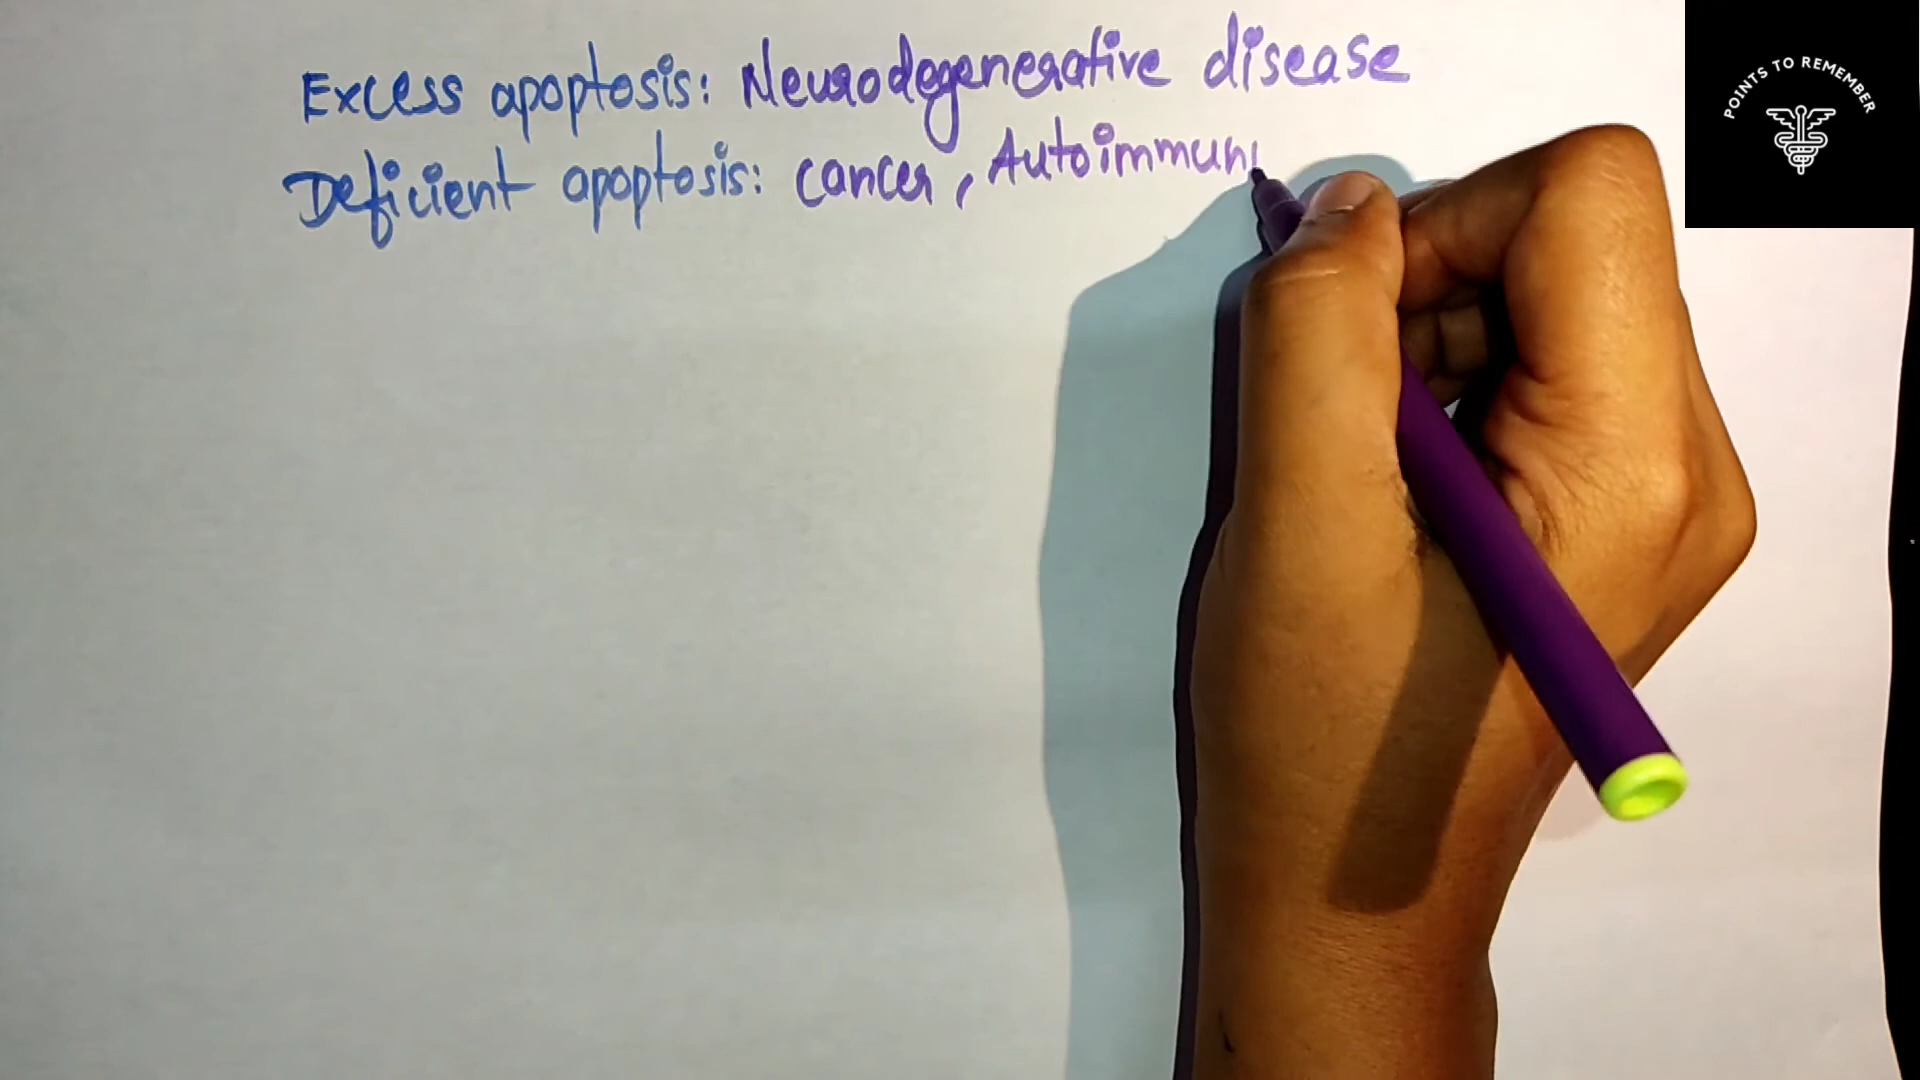 Excess apoptosis: Neurodegenerative disease
Deficient apoptosis: cancer, Autoimmun
POINTS TO REMEMBER